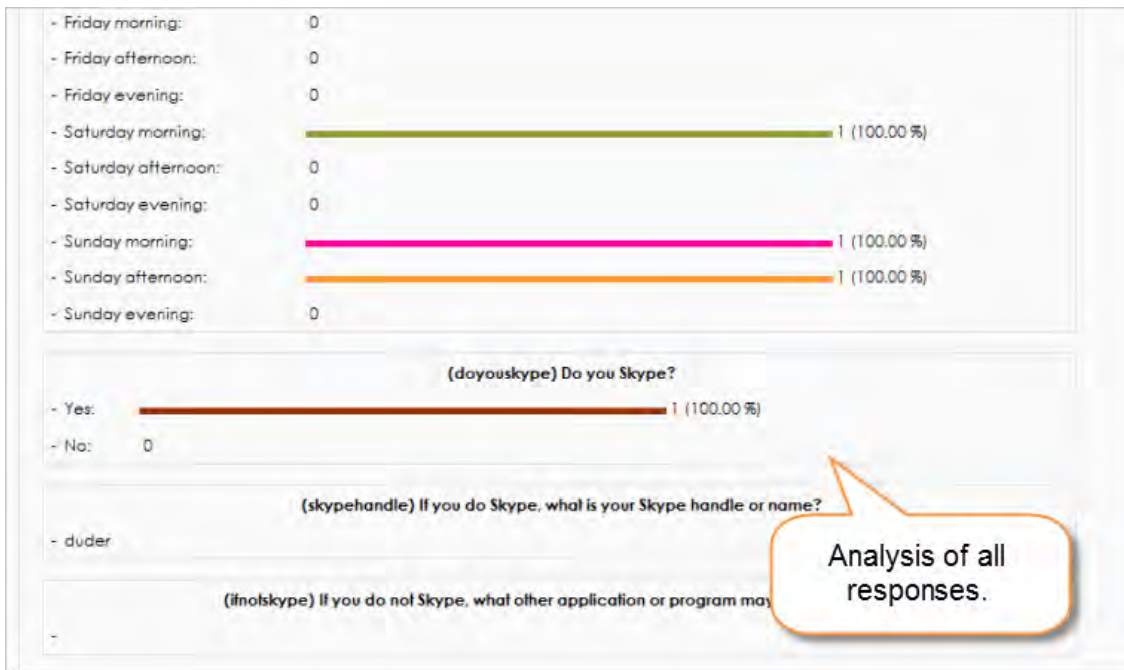 - Friday morning: 0
- Friday afternoon: 0
- Friday evening: 0
- Saturday morning: 1 (100.00 %)
- Saturday afternoon: 0
- Saturday evening: 0
- Sunday morning: 1 (100.00 %)
- Sunday afternoon: 1 (100.00 %)
- Sunday evening: 0
(doyouskype) Do you Skype?
- Yes: 1 (100.00 %)
- No: 0
(skypehandle) If you do Skype, what is your Skype handle or name?
- duder
(ifnotskype) If you do not Skype, what other application or program may
-
Analysis of all
responses.